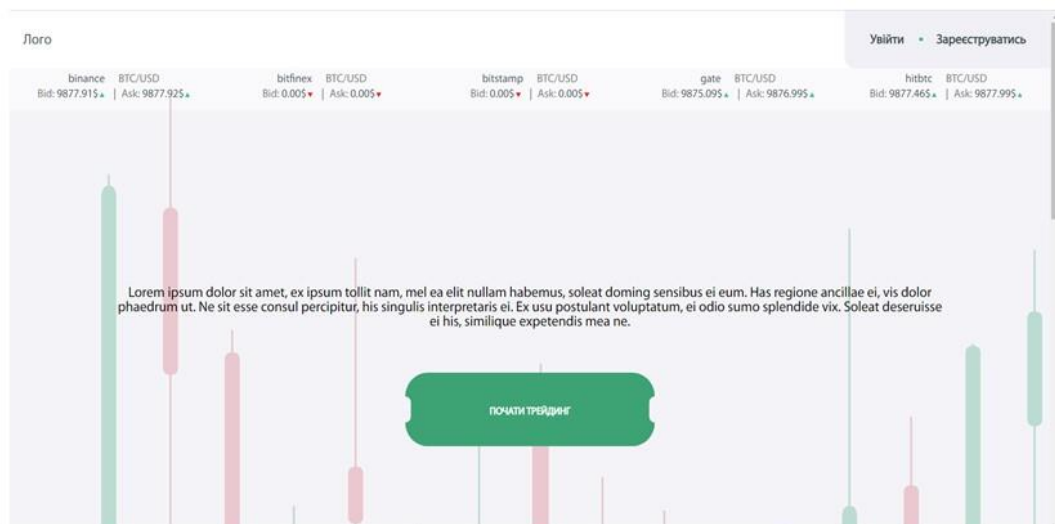 Лого
Увійти • Зареєструватись
binance BTC/USD
Bid: 9877.91$▲ | Ask: 9877.92$▲
bitfinex BTC/USD
Bid: 0.00$▼ | Ask: 0.00$▼
bitstamp BTC/USD
Bid: 0.00$▼ | Ask: 0.00$▼
gate BTC/USD
Bid: 9875.09$▲ | Ask: 9876.99$▲
hitbtc BTC/USD
Bid: 9877.46$▲ | Ask: 9877.99$▲
Lorem ipsum dolor sit amet, ex ipsum tollit nam, mel ea elit nullam habemus, soleat doming sensibus ei eum. Has regione ancillae ei, vis dolor
phaedrum ut. Ne sit esse consul percipitur, his singulis interpretaris ei. Ex usu postulant voluptatum, ei odio sumo splendide vix. Soleat deseruisse
ei his, similique expetendis mea ne.
ПОЧАТИ ТРЕЙДИНГ